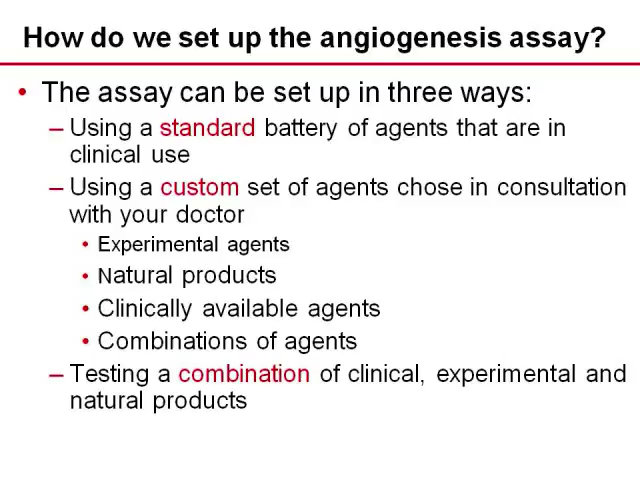 How do we set up the angiogenesis assay?
• The assay can be set up in three ways:
– Using a standard battery of agents that are in
clinical use
– Using a custom set of agents chose in consultation
with your doctor
• Experimental agents
• Natural products
• Clinically available agents
• Combinations of agents
– Testing a combination of clinical, experimental and
natural products